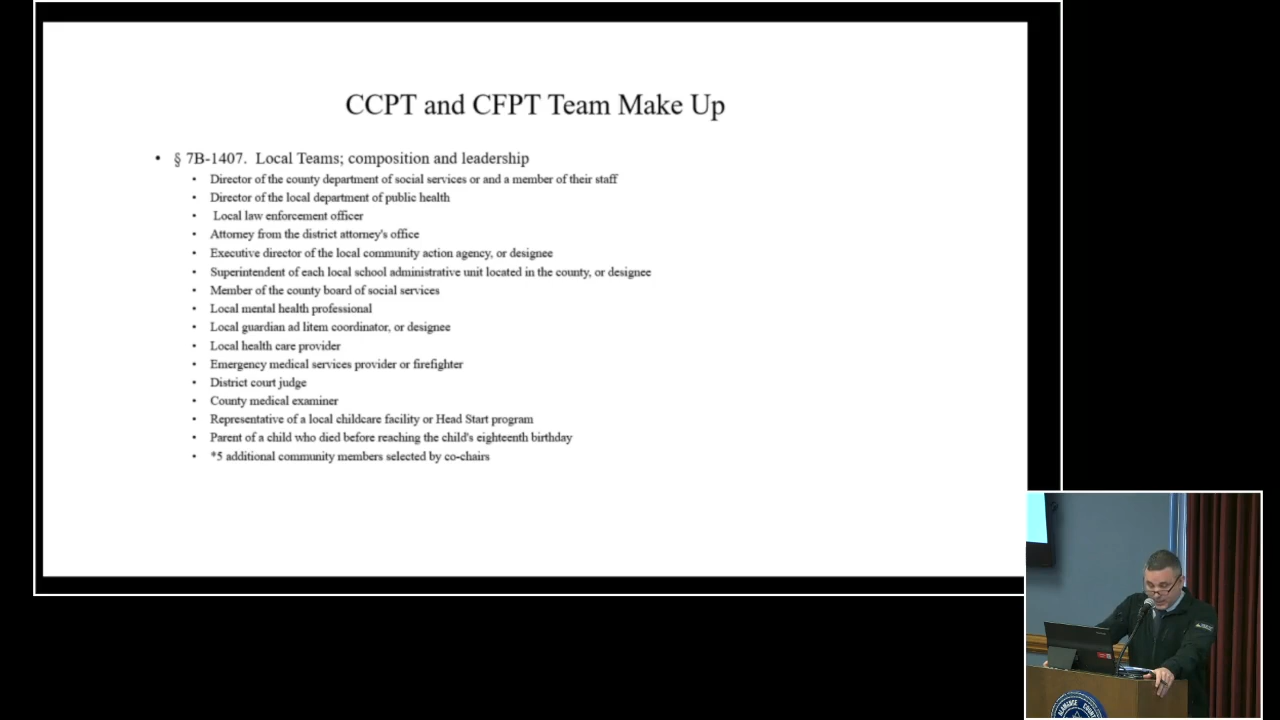 CCPT and CFPT Team Make Up
• § 7B-1407. Local Teams; composition and leadership
• Director of the county department of social services or and a member of their staff
• Director of the local department of public health
• Local law enforcement officer
• Attorney from the district attorney's office
• Executive director of the local community action agency, or designee
• Superintendent of each local school administrative unit located in the county, or designee
• Member of the county board of social services
• Local mental health professional
• Local guardian ad litem coordinator, or designee
• Local health care provider
• Emergency medical services provider or firefighter
• District court judge
• County medical examiner
• Representative of a local childcare facility or Head Start program
• Parent of a child who died before reaching the child's eighteenth birthday
• *5 additional community members selected by co-chairs
ALAMANCE COUNTY